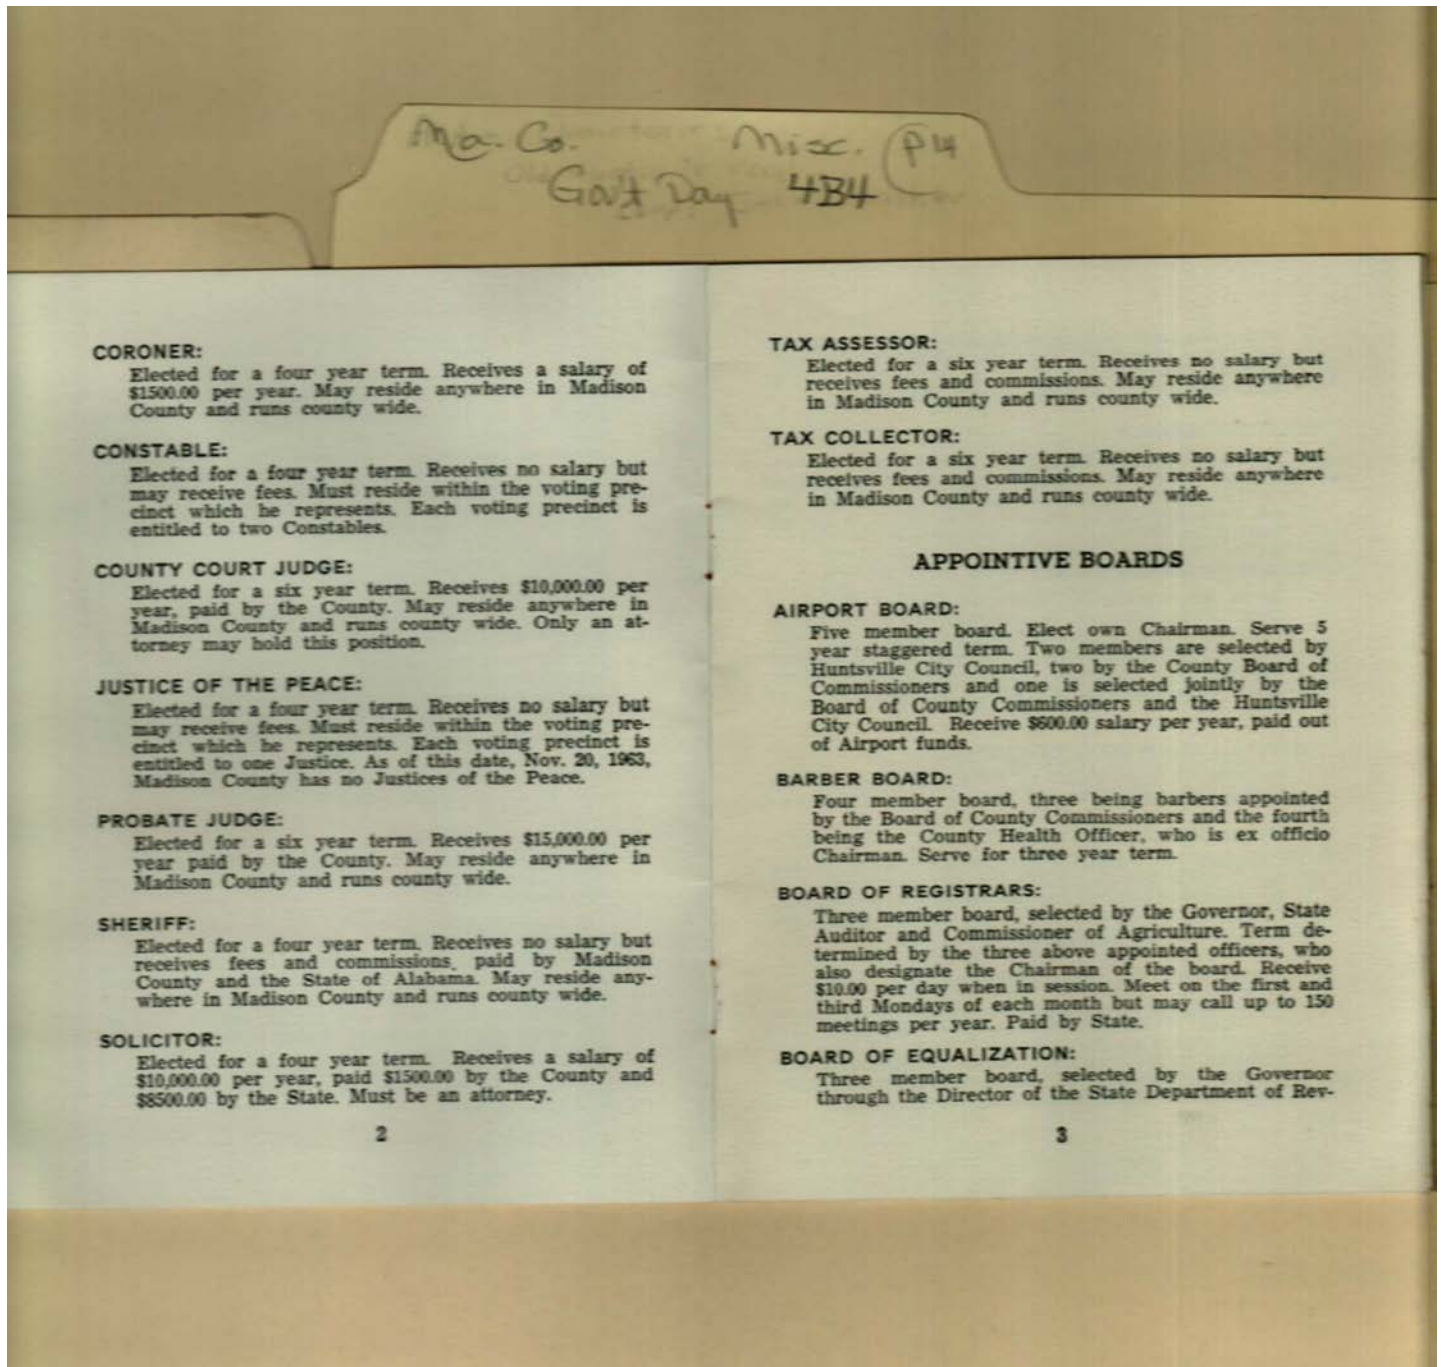 Ma. Co. Misc. P14
Gov't Day 4B4
CORONER:
Elected for a four year term. Receives a salary of
$1500.00 per year. May reside anywhere in Madison
County and runs county wide.
CONSTABLE:
Elected for a four year term. Receives no salary but
may receive fees. Must reside within the voting pre-
cinct which he represents. Each voting precinct is
entitled to two Constables.
COUNTY COURT JUDGE:
Elected for a six year term. Receives $10,000.00 per
year, paid by the County. May reside anywhere in
Madison County and runs county wide. Only an at-
torney may hold this position.
JUSTICE OF THE PEACE:
Elected for a four year term. Receives no salary but
may receive fees. Must reside within the voting pre-
cinct which he represents. Each voting precinct is
entitled to one Justice. As of this date, Nov. 20, 1963,
Madison County has no Justices of the Peace.
PROBATE JUDGE:
Elected for a six year term. Receives $15,000.00 per
year paid by the County. May reside anywhere in
Madison County and runs county wide.
SHERIFF:
Elected for a four year term. Receives no salary but
receives fees and commissions, paid by Madison
County and the State of Alabama. May reside any-
where in Madison County and runs county wide.
SOLICITOR:
Elected for a four year term. Receives a salary of
$10,000.00 per year, paid $1500.00 by the County and
$8500.00 by the State. Must be an attorney.
2
TAX ASSESSOR:
Elected for a six year term. Receives no salary but
receives fees and commissions. May reside anywhere
in Madison County and runs county wide.
TAX COLLECTOR:
Elected for a six year term. Receives no salary but
receives fees and commissions. May reside anywhere
in Madison County and runs county wide.
APPOINTIVE BOARDS
AIRPORT BOARD:
Five member board. Elect own Chairman. Serve 5
year staggered term. Two members are selected by
Huntsville City Council, two by the County Board of
Commissioners and one is selected jointly by the
Board of County Commissioners and the Huntsville
City Council. Receive $600.00 salary per year, paid out
of Airport funds.
BARBER BOARD:
Four member board, three being barbers appointed
by the Board of County Commissioners and the fourth
being the County Health Officer, who is ex officio
Chairman. Serve for three year term.
BOARD OF REGISTRARS:
Three member board, selected by the Governor, State
Auditor and Commissioner of Agriculture. Term de-
termined by the three above appointed officers, who
also designate the Chairman of the board. Receive
$10.00 per day when in session. Meet on the first and
third Mondays of each month but may call up to 150
meetings per year. Paid by State.
BOARD OF EQUALIZATION:
Three member board, selected by the Governor
through the Director of the State Department of Rev-
3